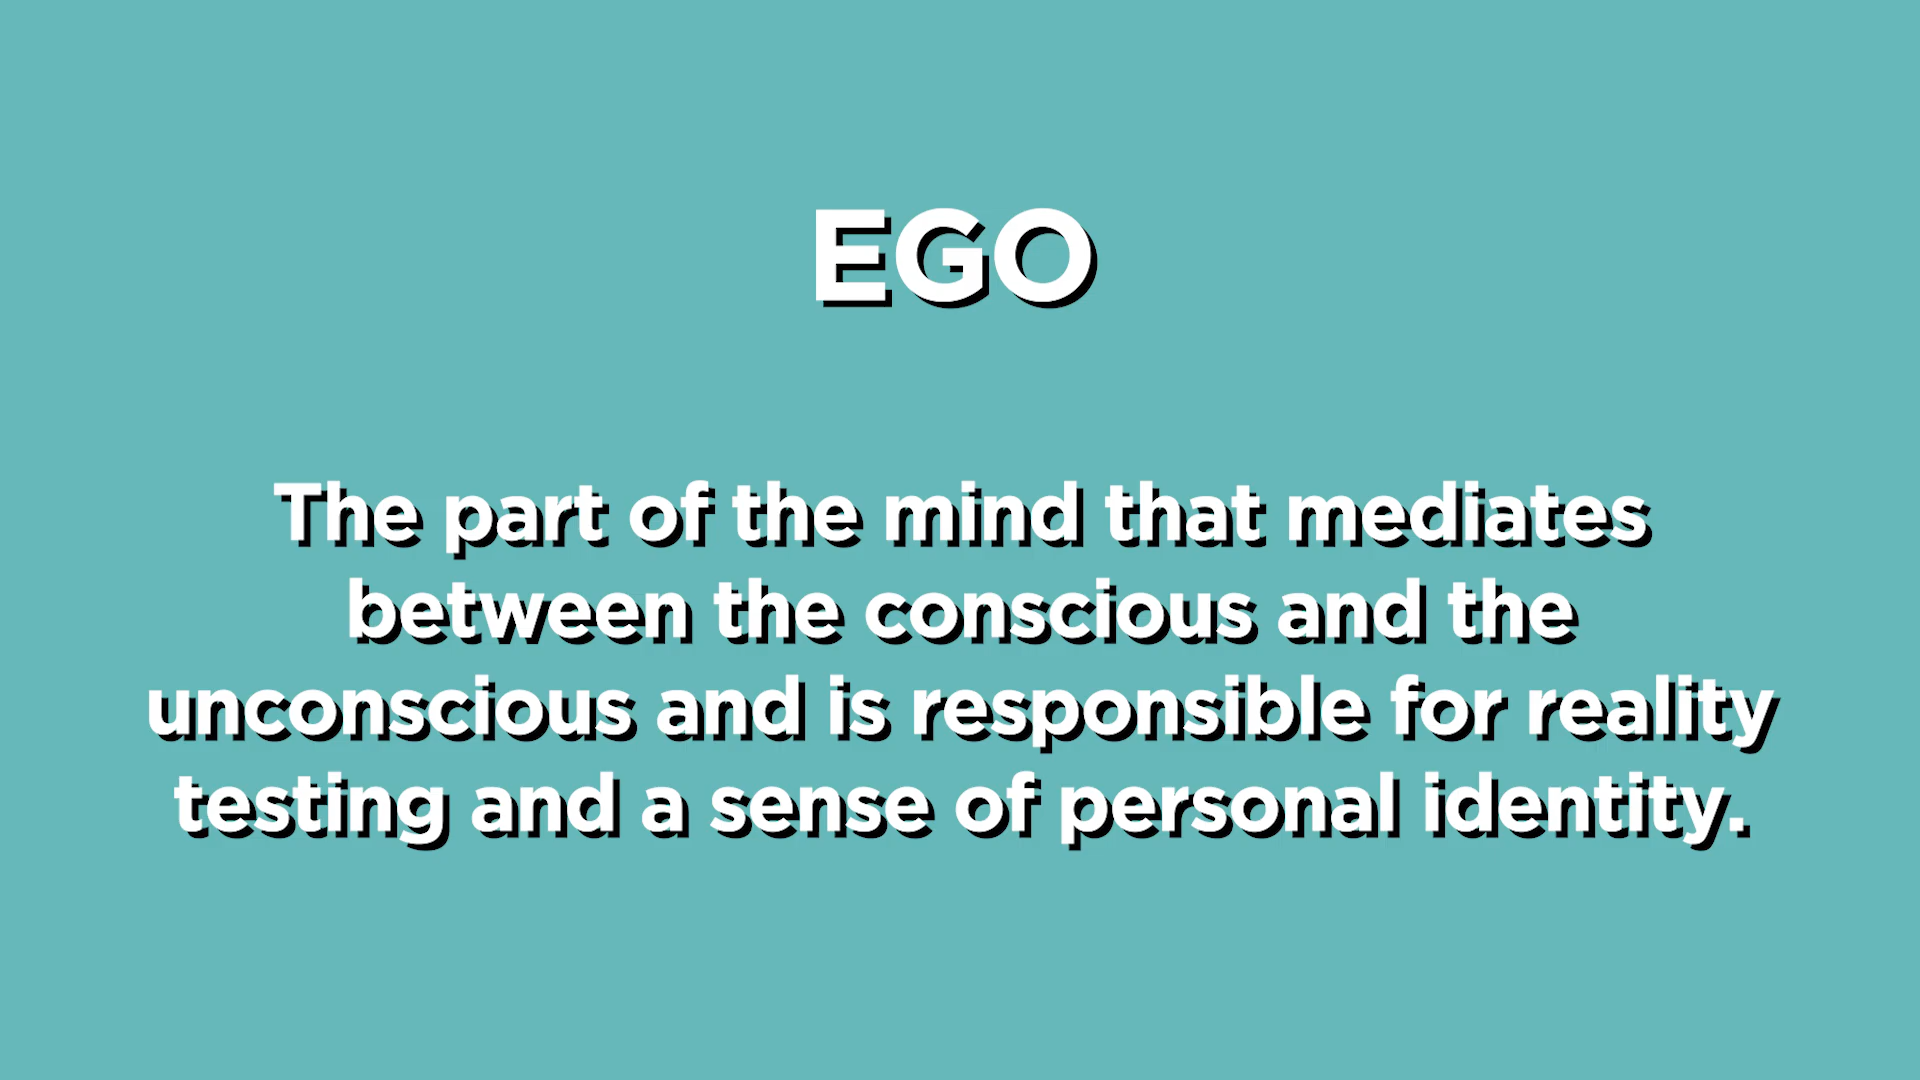 EGO
The part of the mind that mediates
between the conscious and the
unconscious and is responsible for reality
testing and a sense of personal identity.